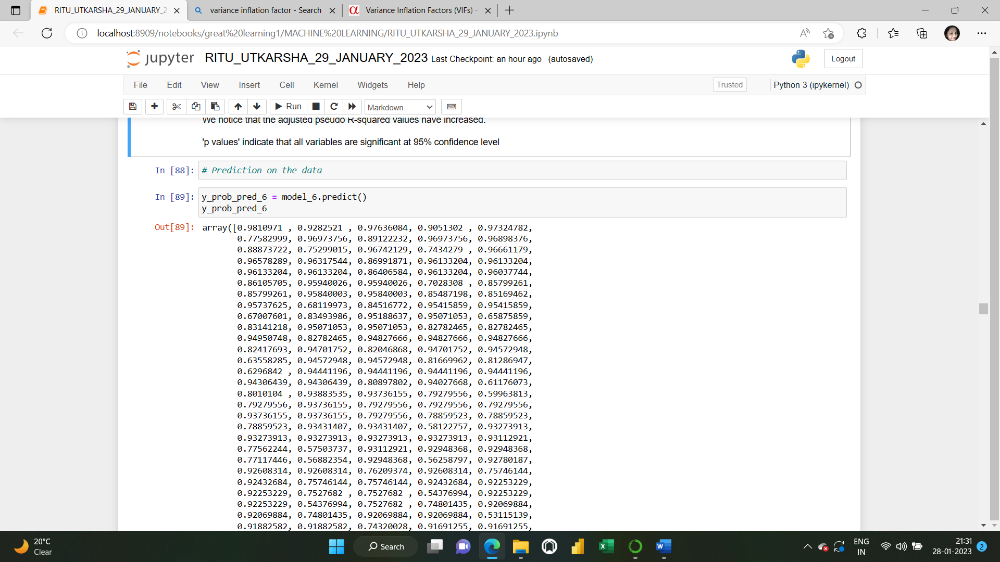 RITU_UTKARSHA_29_JANUARY_2
variance inflation factor - Search
Variance Inflation Factors (VIFs) -
localhost:8909/notebooks/great%20learning1/MACHINE%20LEARNING/RITU_UTKARSHA_29_JANUARY_2023.ipynb
jupyter RITU_UTKARSHA_29_JANUARY_2023 Last Checkpoint: an hour ago (autosaved)
Logout
File Edit View Insert Cell Kernel Widgets Help
Trusted
Python 3 (ipykernel)
Run
Markdown
We notice that the adjusted pseudo R-squared values have increased.
'p values' indicate that all variables are significant at 95% confidence level
In [88]: # Prediction on the data
In [89]: y_prob_pred_6 = model_6.predict()
y_prob_pred_6
Out[89]: array([0.9810971 , 0.9282521 , 0.97636084, 0.9051302 , 0.97324782,
0.77582999, 0.96973756, 0.89122232, 0.96973756, 0.96898376,
0.88873722, 0.75299015, 0.96742129, 0.7434279 , 0.96661179,
0.96578289, 0.96317544, 0.86991871, 0.96133204, 0.96133204,
0.96133204, 0.96133204, 0.86406584, 0.96133204, 0.96037744,
0.86105705, 0.95940026, 0.95940026, 0.7028308 , 0.85799261,
0.85799261, 0.95840003, 0.95840003, 0.85487198, 0.85169462,
0.95737625, 0.68119973, 0.84516772, 0.95415859, 0.95415859,
0.67007601, 0.83493986, 0.95188637, 0.95071053, 0.65875859,
0.83141218, 0.95071053, 0.95071053, 0.82782465, 0.82782465,
0.94950748, 0.82782465, 0.94827666, 0.94827666, 0.94827666,
0.82417693, 0.94701752, 0.82046868, 0.94701752, 0.94572948,
0.63558285, 0.94572948, 0.94572948, 0.81669962, 0.81286947,
0.6296842 , 0.94441196, 0.94441196, 0.94441196, 0.94441196,
0.94306439, 0.94306439, 0.80897802, 0.94027668, 0.61176073,
0.8010104 , 0.93883535, 0.93736155, 0.79279556, 0.59963813,
0.79279556, 0.93736155, 0.79279556, 0.79279556, 0.79279556,
0.93736155, 0.93736155, 0.79279556, 0.78859523, 0.78859523,
0.78859523, 0.93431407, 0.93431407, 0.58122757, 0.93273913,
0.93273913, 0.93273913, 0.93273913, 0.93273913, 0.93112921,
0.77562244, 0.57503737, 0.93112921, 0.92948368, 0.92948368,
0.77117446, 0.56882354, 0.92948368, 0.56258797, 0.92780187,
0.92608314, 0.92608314, 0.76209374, 0.92608314, 0.75746144,
0.92432684, 0.75746144, 0.75746144, 0.92432684, 0.92253229,
0.92253229, 0.7527682 , 0.7527682 , 0.54376994, 0.92253229,
0.92253229, 0.54376994, 0.7527682 , 0.74801435, 0.92069884,
0.92069884, 0.74801435, 0.92069884, 0.92069884, 0.53115139,
0.91882582, 0.91882582, 0.74320028, 0.91691255, 0.91691255,
20°C
Clear
Search
ENG
IN
21:31
28-01-2023
2